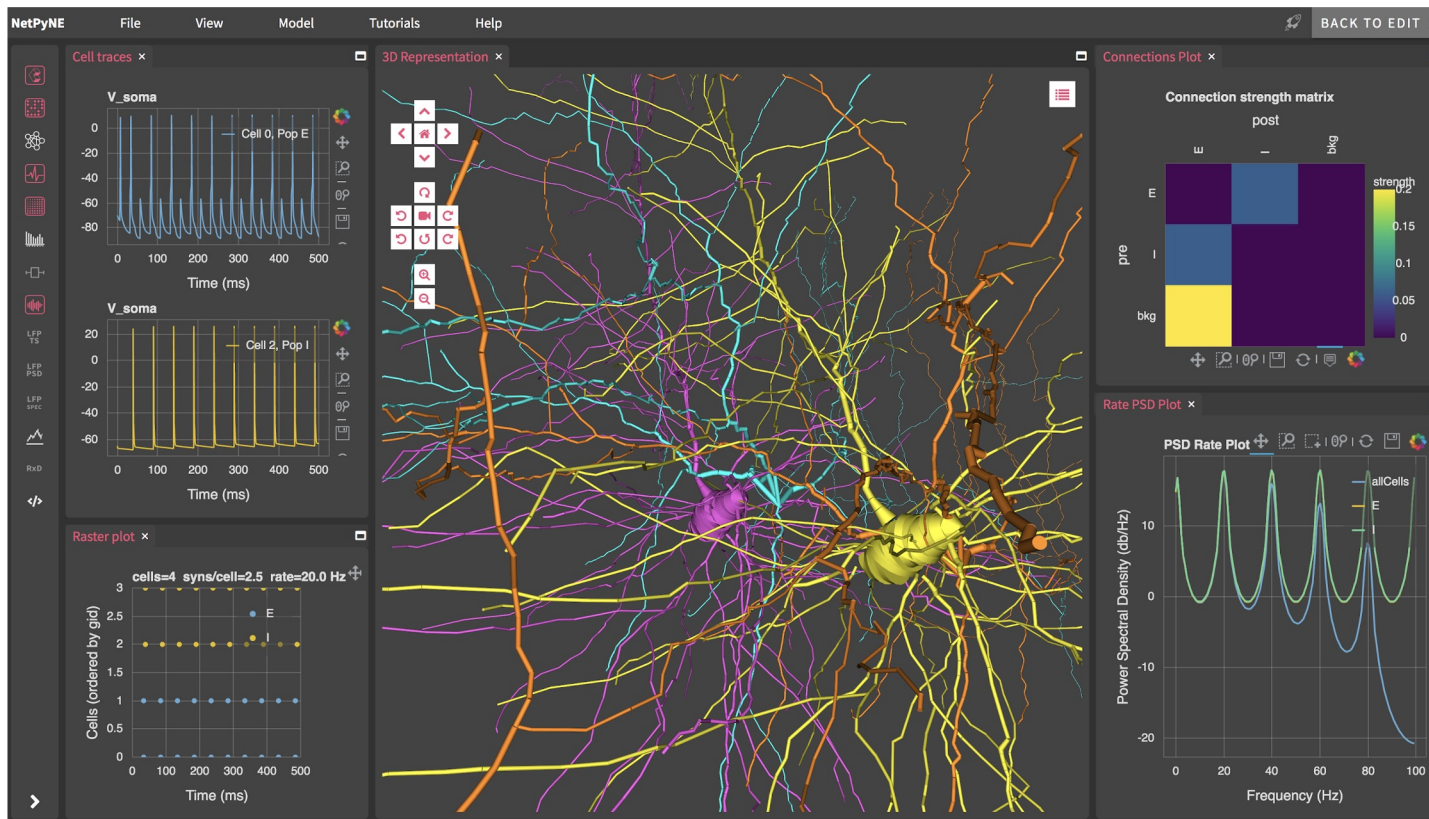 NetPyNE File View Model Tutorials Help BACK TO EDIT
Cell traces ×
V_soma
0
-20
-40
-60
-80
Cell 0, Pop E
0 100 200 300 400 500
Time (ms)
V_soma
20
0
-20
-40
-60
Cell 2, Pop I
0 100 200 300 400 500
Time (ms)
LFP
TS
LFP
PSD
LFP
SPEC
RxD
</>
Raster plot ×
cells=4 syns/cell=2.5 rate=20.0 Hz
Cells (ordered by gid)
3
2.5
2
1.5
1
0.5
0
E
I
0 100 200 300 400 500
Time (ms)
3D Representation ×
Connections Plot ×
Connection strength matrix
post
E I bkg
pre
E
I
bkg
strength
0.2
0.15
0.1
0.05
0
Rate PSD Plot ×
PSD Rate Plot
Power Spectral Density (db/Hz)
10
0
-10
-20
allCells
E
I
0 20 40 60 80 100
Frequency (Hz)